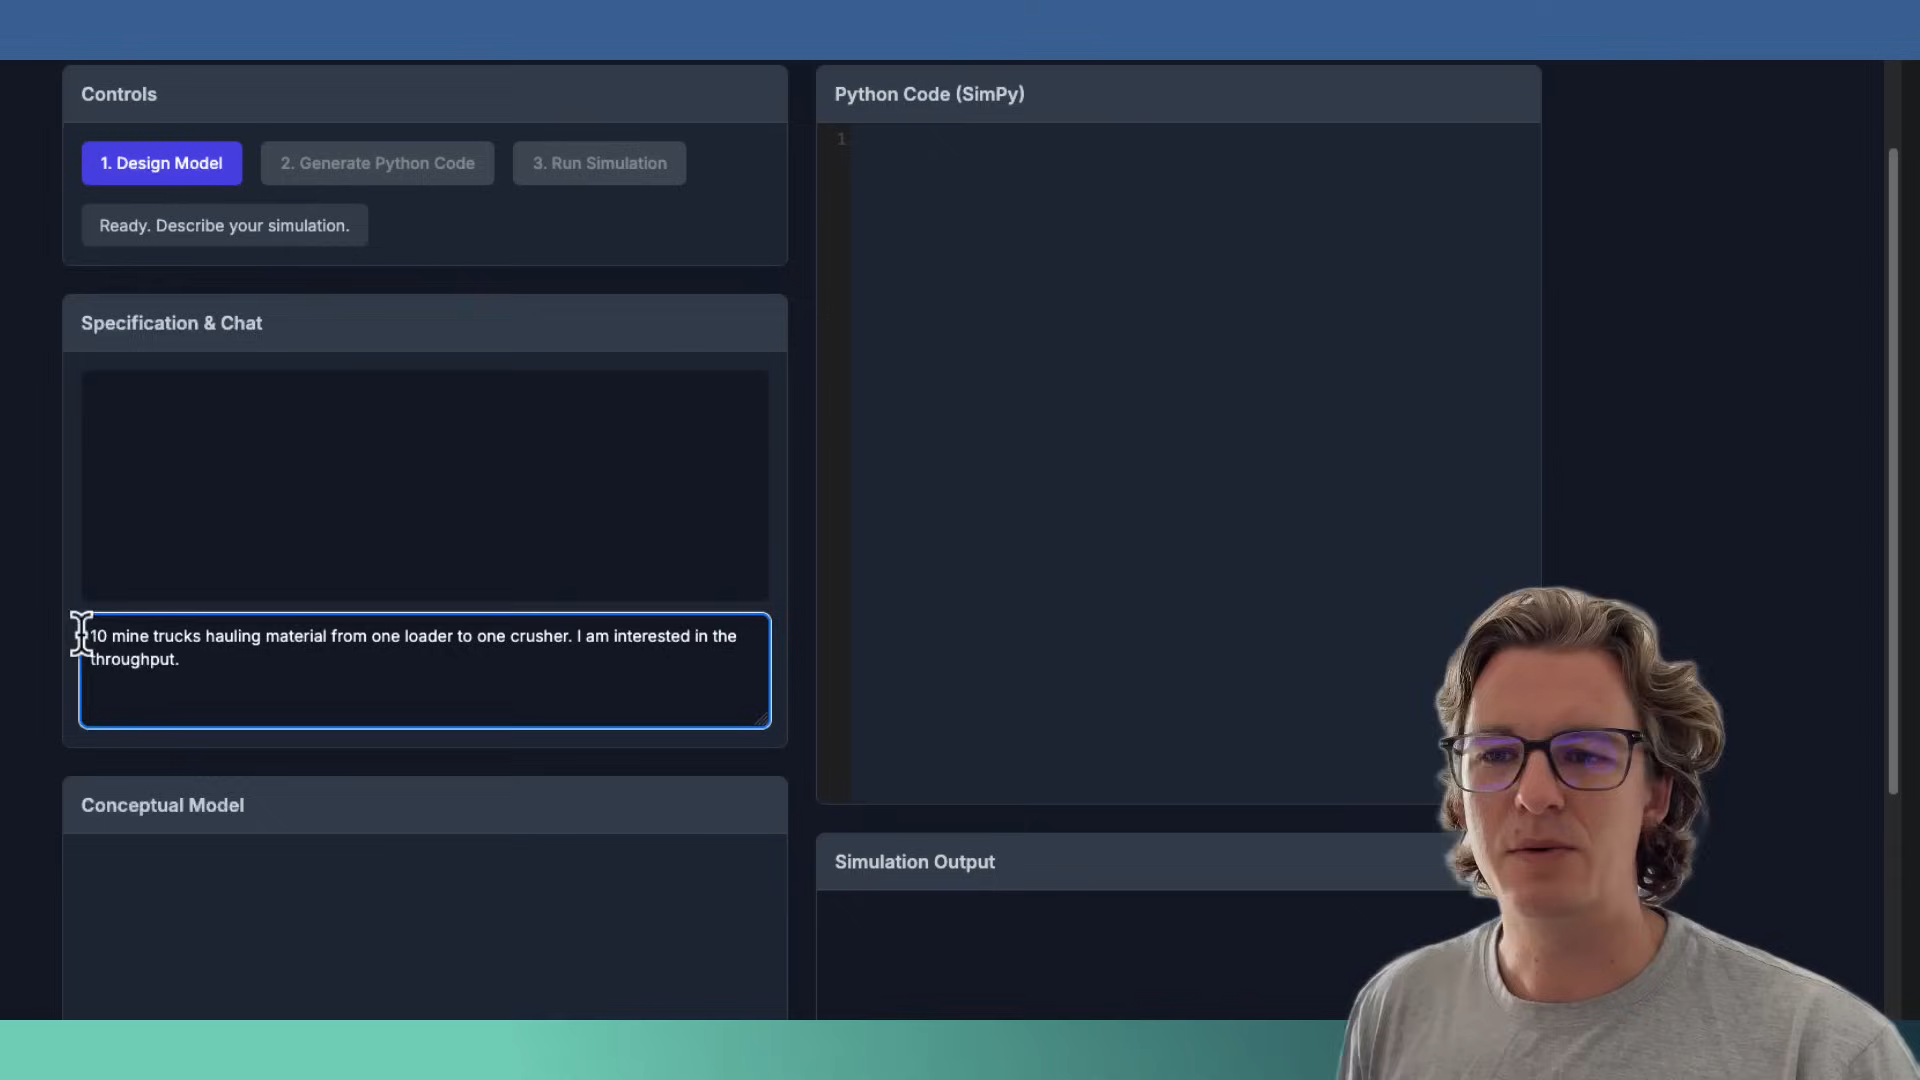 Controls
1. Design Model
2. Generate Python Code
3. Run Simulation
Ready. Describe your simulation.
Specification & Chat
10 mine trucks hauling material from one loader to one crusher. I am interested in the
throughput.
Conceptual Model
Python Code (SimPy)
1
Simulation Output